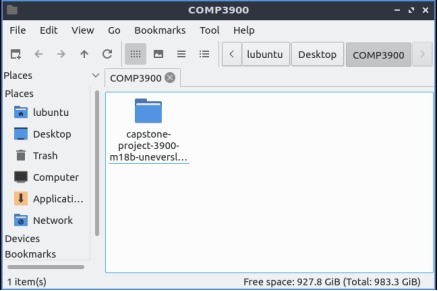 COMP3900
File Edit View Go Bookmarks Tool Help
lubuntu Desktop COMP3900
Places
COMP3900
Places
lubuntu
Desktop
Trash
Computer
Applicati...
Network
Devices
Bookmarks
capstone-
project-3900-
m18b-uneversl...
1 item(s) Free space: 927.8 GiB (Total: 983.3 GiB)